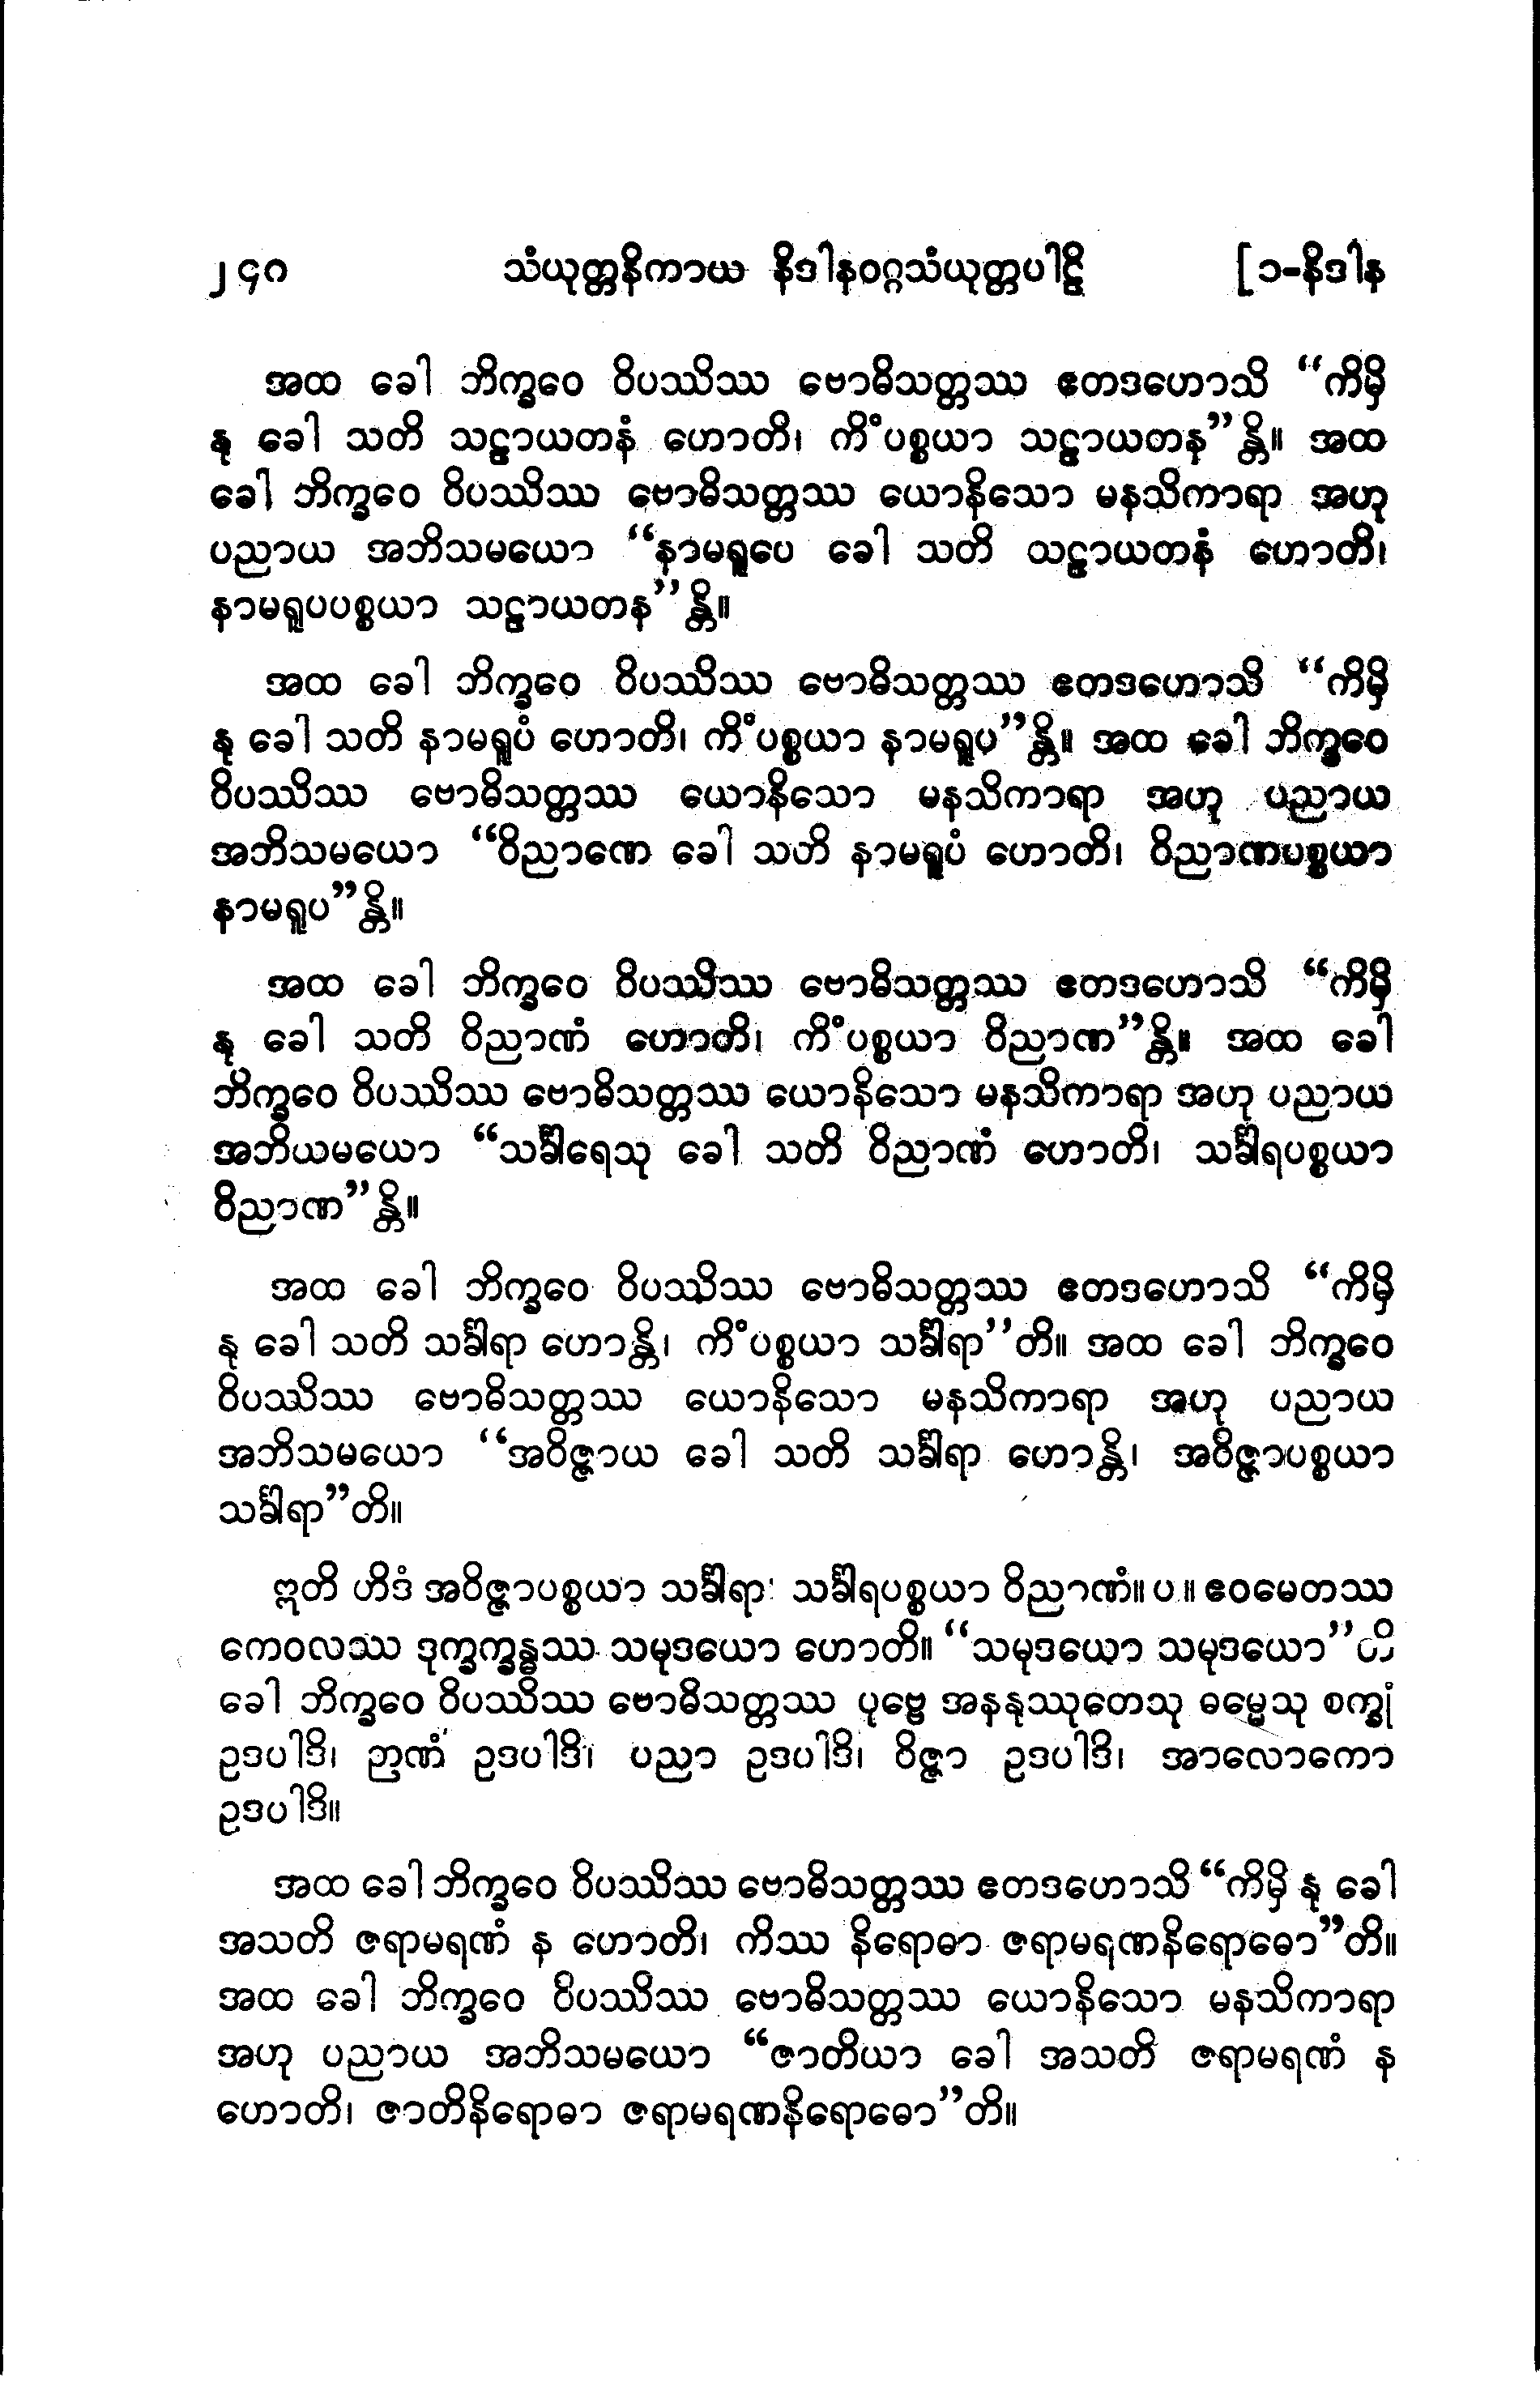 ၂၄၀ သံယုတ္တနိကာယ နိဒါနဝဂ္ဂသံယုတ္တပါဠိ [၁-နိဒါန
အထ ခေါ ဘိက္ခဝေ ဝိပဿိဿ ဗောဓိသတ္တဿ ဧတဒဟောသိ “ကိမှိ
နု ခေါ သတိ သဠာယတနံ ဟောတိ၊ ကိံပစ္စယာ သဠာယတန”န္တိ။ အထ
ခေါ ဘိက္ခဝေ ဝိပဿိဿ ဗောဓိသတ္တဿ ယောနိသော မနသိကာရာ အဟု
ပညာယ အဘိသမယော “နာမရူပေ ခေါ သတိ သဠာယတနံ ဟောတိ၊
နာမရူပပစ္စယာ သဠာယတန”န္တိ။
အထ ခေါ ဘိက္ခဝေ ဝိပဿိဿ ဗောဓိသတ္တဿ ဧတဒဟောသိ “ကိမှိ
နု ခေါ သတိ နာမရူပံ ဟောတိ၊ ကိံပစ္စယာ နာမရူပ”န္တိ။ အထ ခေါ ဘိက္ခဝေ
ဝိပဿိဿ ဗောဓိသတ္တဿ ယောနိသော မနသိကာရာ အဟု ပညာယ
အဘိသမယော “ဝိညာဏေ ခေါ သတိ နာမရူပံ ဟောတိ၊ ဝိညာဏပစ္စယာ
နာမရူပ”န္တိ။
အထ ခေါ ဘိက္ခဝေ ဝိပဿိဿ ဗောဓိသတ္တဿ ဧတဒဟောသိ “ကိမှိ
နု ခေါ သတိ ဝိညာဏံ ဟောတိ၊ ကိံပစ္စယာ ဝိညာဏ”န္တိ။ အထ ခေါ
ဘိက္ခဝေ ဝိပဿိဿ ဗောဓိသတ္တဿ ယောနိသော မနသိကာရာ အဟု ပညာယ
အဘိယမယော “သင်္ခါရေသု ခေါ သတိ ဝိညာဏံ ဟောတိ၊ သင်္ခါရပစ္စယာ
ဝိညာဏ”န္တိ။
အထ ခေါ ဘိက္ခဝေ ဝိပဿိဿ ဗောဓိသတ္တဿ ဧတဒဟောသိ “ကိမှိ
နု ခေါ သတိ သင်္ခါရာ ဟောန္တိ၊ ကိံပစ္စယာ သင်္ခါရာ”တိ။ အထ ခေါ ဘိက္ခဝေ
ဝိပဿိဿ ဗောဓိသတ္တဿ ယောနိသော မနသိကာရာ အဟု ပညာယ
အဘိသမယော “အဝိဇ္ဇာယ ခေါ သတိ သင်္ခါရာ ဟောန္တိ၊ အဝိဇ္ဇာပစ္စယာ
သင်္ခါရာ”တိ။
ဣတိ ဟိဒံ အဝိဇ္ဇာပစ္စယာ သင်္ခါရာ၊ သင်္ခါရပစ္စယာ ဝိညာဏံ။ ပ ။ ဧဝမေတဿ
ကေဝလဿ ဒုက္ခက္ခန္ဓဿ သမုဒယော ဟောတိ။ “သမုဒယော သမုဒယော”တိ
ခေါ ဘိက္ခဝေ ဝိပဿိဿ ဗောဓိသတ္တဿ ပုဗ္ဗေ အနနုဿုတေသု ဓမ္မေသု စက္ခုံ
ဥဒပါဒိ၊ ဉာဏံ ဥဒပါဒိ၊ ပညာ ဥဒပါဒိ၊ ဝိဇ္ဇာ ဥဒပါဒိ၊ အာလောကော
ဥဒပါဒိ။
အထ ခေါ ဘိက္ခဝေ ဝိပဿိဿ ဗောဓိသတ္တဿ ဧတဒဟောသိ “ကိမှိ နု ခေါ
အသတိ ဇရာမရဏံ န ဟောတိ၊ ကိဿ နိရောဓာ ဇရာမရဏနိရောဓော”တိ။
အထ ခေါ ဘိက္ခဝေ ဝိပဿိဿ ဗောဓိသတ္တဿ ယောနိသော မနသိကာရာ
အဟု ပညာယ အဘိသမယော “ဇာတိယာ ခေါ အသတိ ဇရာမရဏံ န
ဟောတိ၊ ဇာတိနိရောဓာ ဇရာမရဏနိရောဓော”တိ။